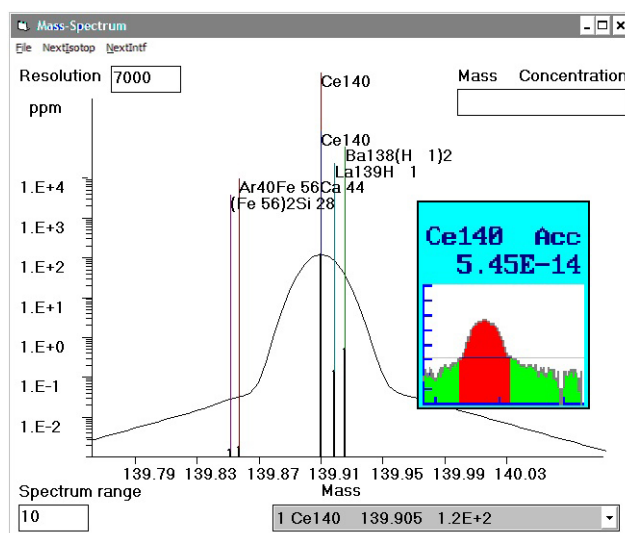 Mass-Spectrum
File NextIsotop NextIntf
Resolution 7000
Mass Concentration
ppm
Ce140
Ce140
Ba138(H 1)2
La139H 1
Ar40Fe 56Ca 44
(Fe 56)2Si 28
1.E+4
1.E+3
1.E+2
1.E+1
1.E+0
1.E-1
1.E-2
Ce140 Acc
5.45E-14
139.79 139.83 139.87 139.91 139.95 139.99 140.03
Mass
Spectrum range
10
1 Ce140 139.905 1.2E+2